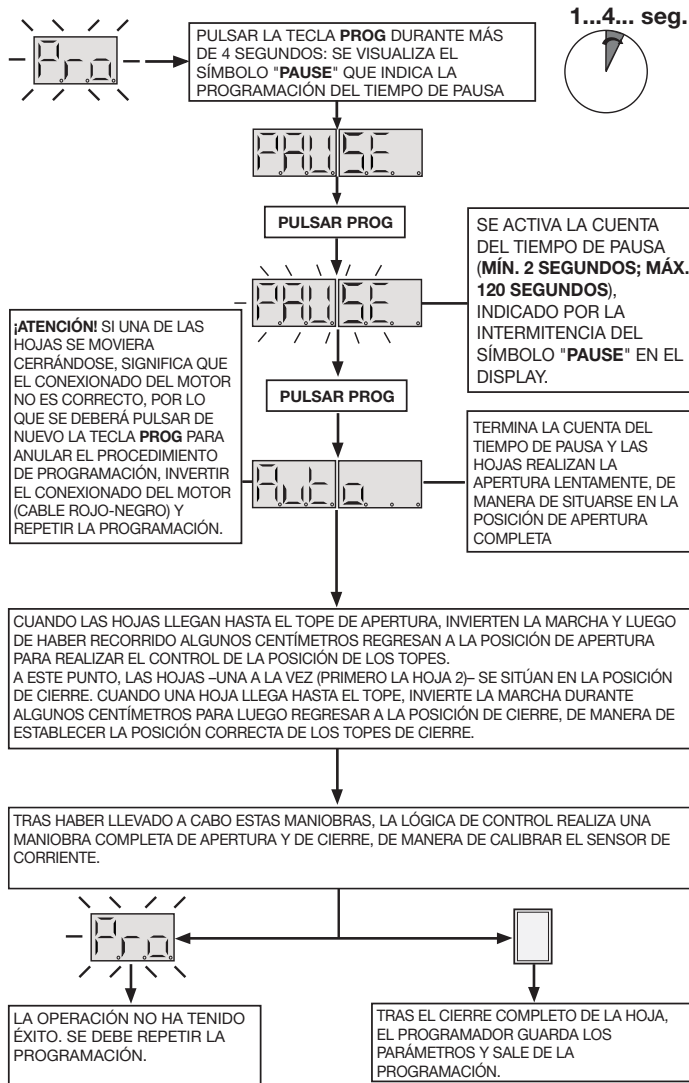 1...4... seg.
Pro
PULSAR LA TECLA PROG DURANTE MÁS
DE 4 SEGUNDOS: SE VISUALIZA EL
SÍMBOLO "PAUSE" QUE INDICA LA
PROGRAMACIÓN DEL TIEMPO DE PAUSA
PAUSE
PULSAR PROG
PAUSE
SE ACTIVA LA CUENTA
DEL TIEMPO DE PAUSA
(MÍN. 2 SEGUNDOS; MÁX.
120 SEGUNDOS),
INDICADO POR LA
INTERMITENCIA DEL
SÍMBOLO "PAUSE" EN EL
DISPLAY.
¡ATENCIÓN! SI UNA DE LAS
HOJAS SE MOVIERA
CERRÁNDOSE, SIGNIFICA QUE
EL CONEXIONADO DEL MOTOR
NO ES CORRECTO, POR LO
QUE SE DEBERÁ PULSAR DE
NUEVO LA TECLA PROG PARA
ANULAR EL PROCEDIMIENTO
DE PROGRAMACIÓN, INVERTIR
EL CONEXIONADO DEL MOTOR
(CABLE ROJO-NEGRO) Y
REPETIR LA PROGRAMACIÓN.
PULSAR PROG
Auto
TERMINA LA CUENTA DEL
TIEMPO DE PAUSA Y LAS
HOJAS REALIZAN LA
APERTURA LENTAMENTE, DE
MANERA DE SITUARSE EN LA
POSICIÓN DE APERTURA
COMPLETA
CUANDO LAS HOJAS LLEGAN HASTA EL TOPE DE APERTURA, INVIERTEN LA MARCHA Y LUEGO
DE HABER RECORRIDO ALGUNOS CENTÍMETROS REGRESAN A LA POSICIÓN DE APERTURA
PARA REALIZAR EL CONTROL DE LA POSICIÓN DE LOS TOPES.
A ESTE PUNTO, LAS HOJAS –UNA A LA VEZ (PRIMERO LA HOJA 2)– SE SITÚAN EN LA POSICIÓN
DE CIERRE. CUANDO UNA HOJA LLEGA HASTA EL TOPE, INVIERTE LA MARCHA DURANTE
ALGUNOS CENTÍMETROS PARA LUEGO REGRESAR A LA POSICIÓN DE CIERRE, DE MANERA DE
ESTABLECER LA POSICIÓN CORRECTA DE LOS TOPES DE CIERRE.
TRAS HABER LLEVADO A CABO ESTAS MANIOBRAS, LA LÓGICA DE CONTROL REALIZA UNA
MANIOBRA COMPLETA DE APERTURA Y DE CIERRE, DE MANERA DE CALIBRAR EL SENSOR DE
CORRIENTE.
Pro
LA OPERACIÓN NO HA TENIDO
ÉXITO. SE DEBE REPETIR LA
PROGRAMACIÓN.
TRAS EL CIERRE COMPLETO DE LA HOJA,
EL PROGRAMADOR GUARDA LOS
PARÁMETROS Y SALE DE LA
PROGRAMACIÓN.